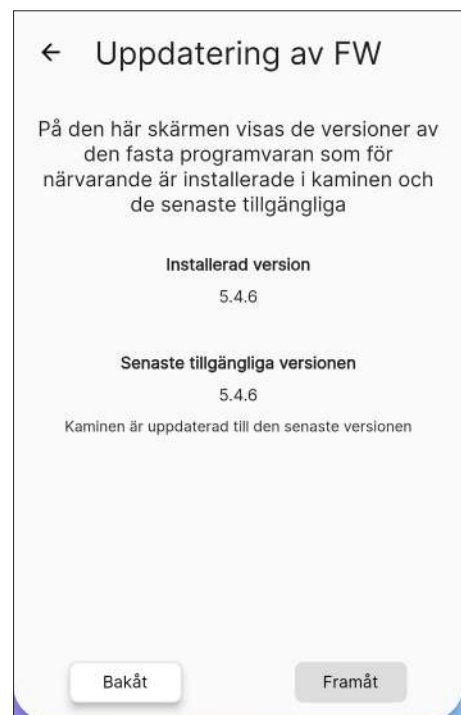 ← Uppdatering av FW
På den här skärmen visas de versioner av
den fasta programvaran som för
närvarande är installerade i kaminen och
de senaste tillgängliga
Installerad version
5.4.6
Senaste tillgängliga versionen
5.4.6
Kaminen är uppdaterad till den senaste versionen
Bakåt
Framåt